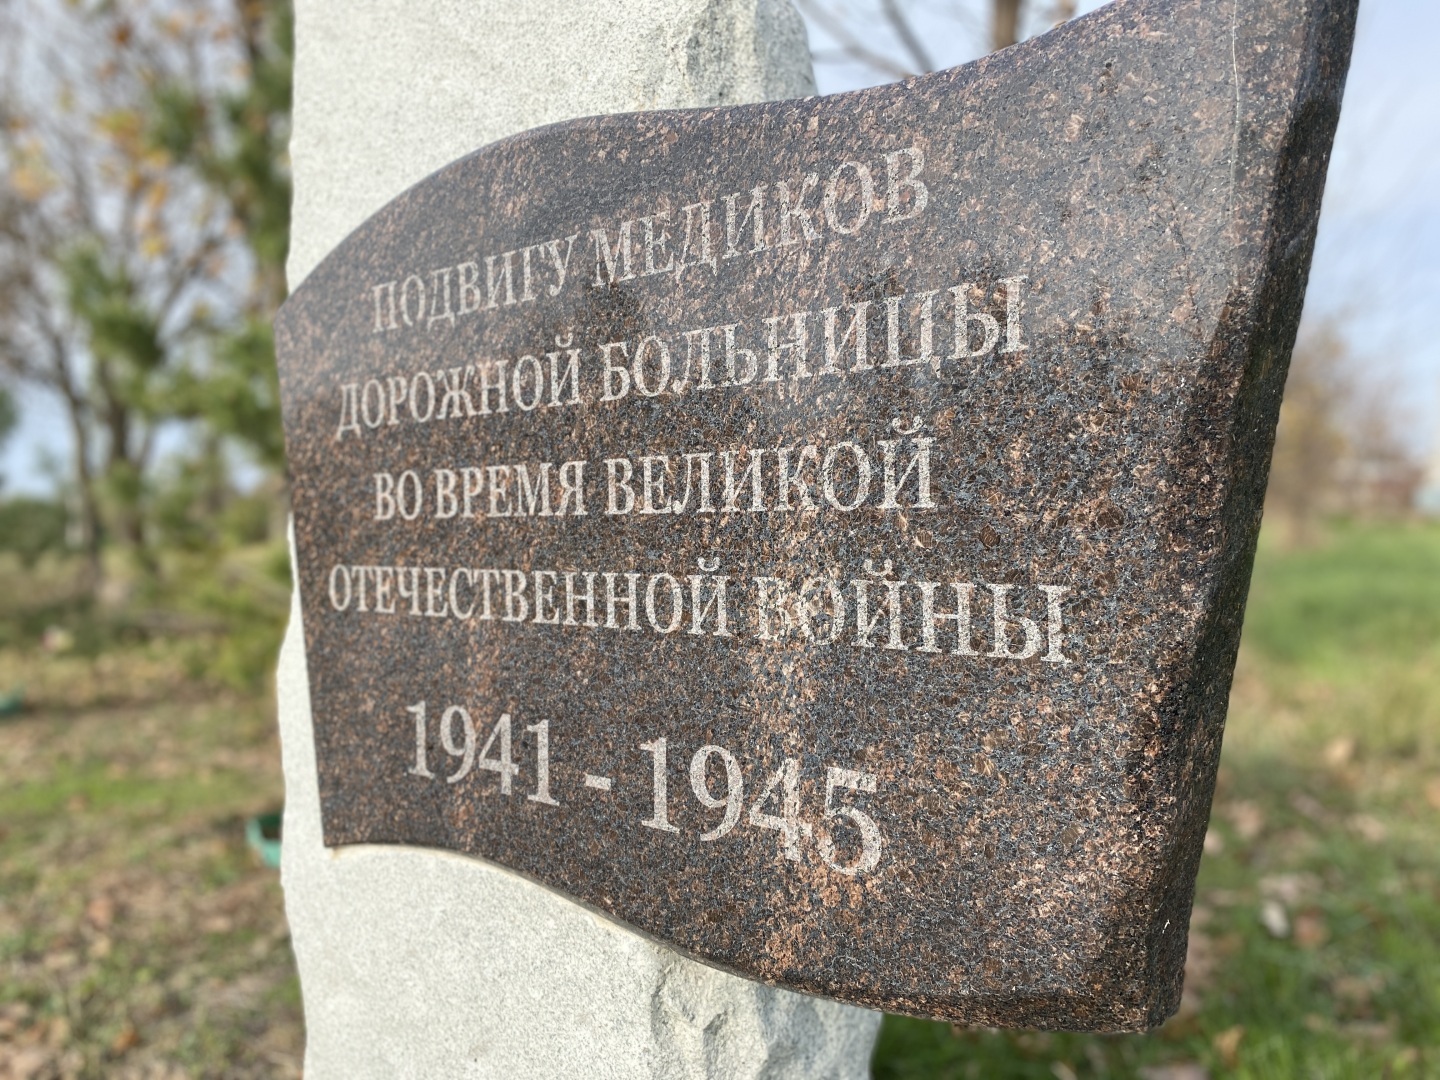 ПОДВИГУ МЕДИКОВ
ДОРОЖНОЙ БОЛЬНИЦЫ
ВО ВРЕМЯ ВЕЛИКОЙ
ОТЕЧЕСТВЕННОЙ ВОЙНЫ
1941 - 1945